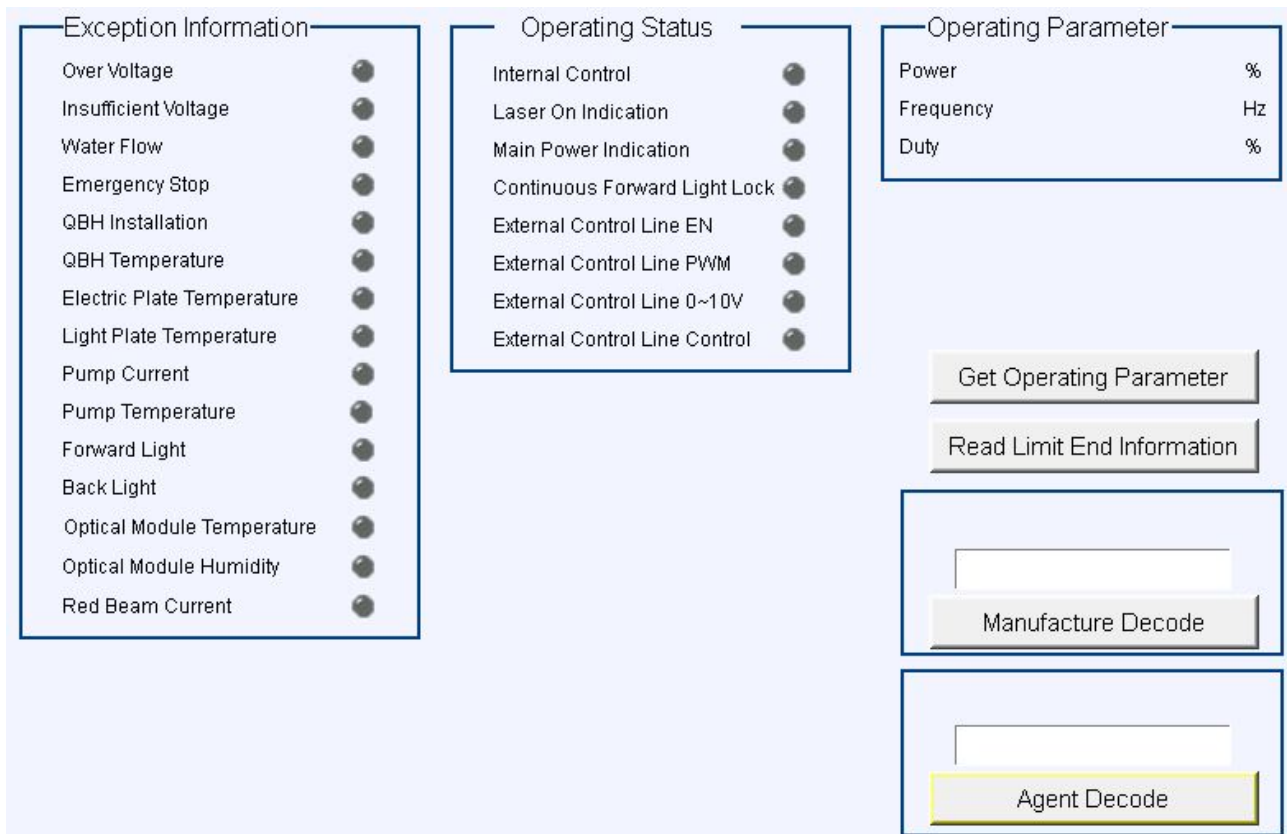 Exception Information
Over Voltage
Insufficient Voltage
Water Flow
Emergency Stop
QBH Installation
QBH Temperature
Electric Plate Temperature
Light Plate Temperature
Pump Current
Pump Temperature
Forward Light
Back Light
Optical Module Temperature
Optical Module Humidity
Red Beam Current
Operating Status
Internal Control
Laser On Indication
Main Power Indication
Continuous Forward Light Lock
External Control Line EN
External Control Line PWM
External Control Line 0~10V
External Control Line Control
Operating Parameter
Power %
Frequency Hz
Duty %
Get Operating Parameter
Read Limit End Information
Manufacture Decode
Agent Decode